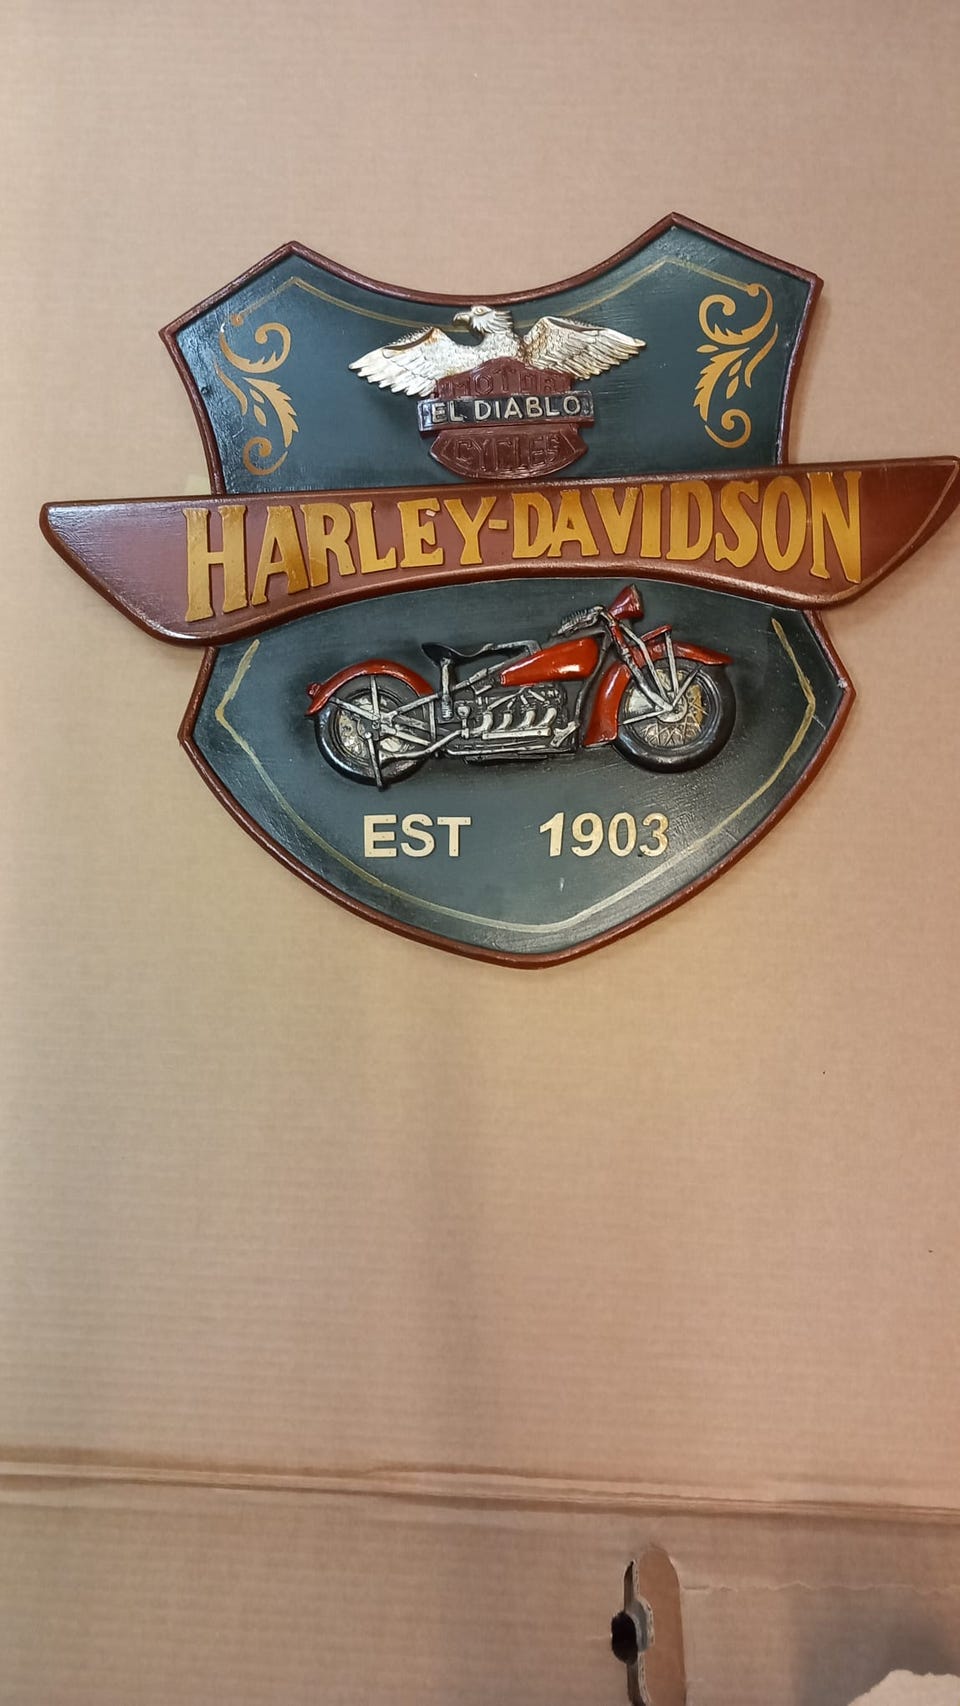 MOTOR
EL DIABLO
CYCLES
HARLEY-DAVIDSON
EST 1903